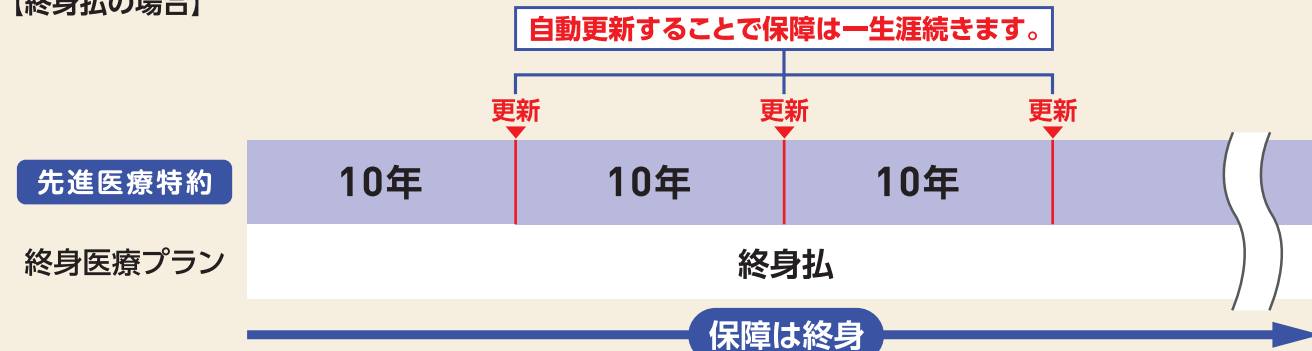 【終身払の場合】
自動更新することで保障は一生涯続きます。
更新 更新 更新
先進医療特約 10年 10年 10年
終身医療プラン 終身払
保障は終身